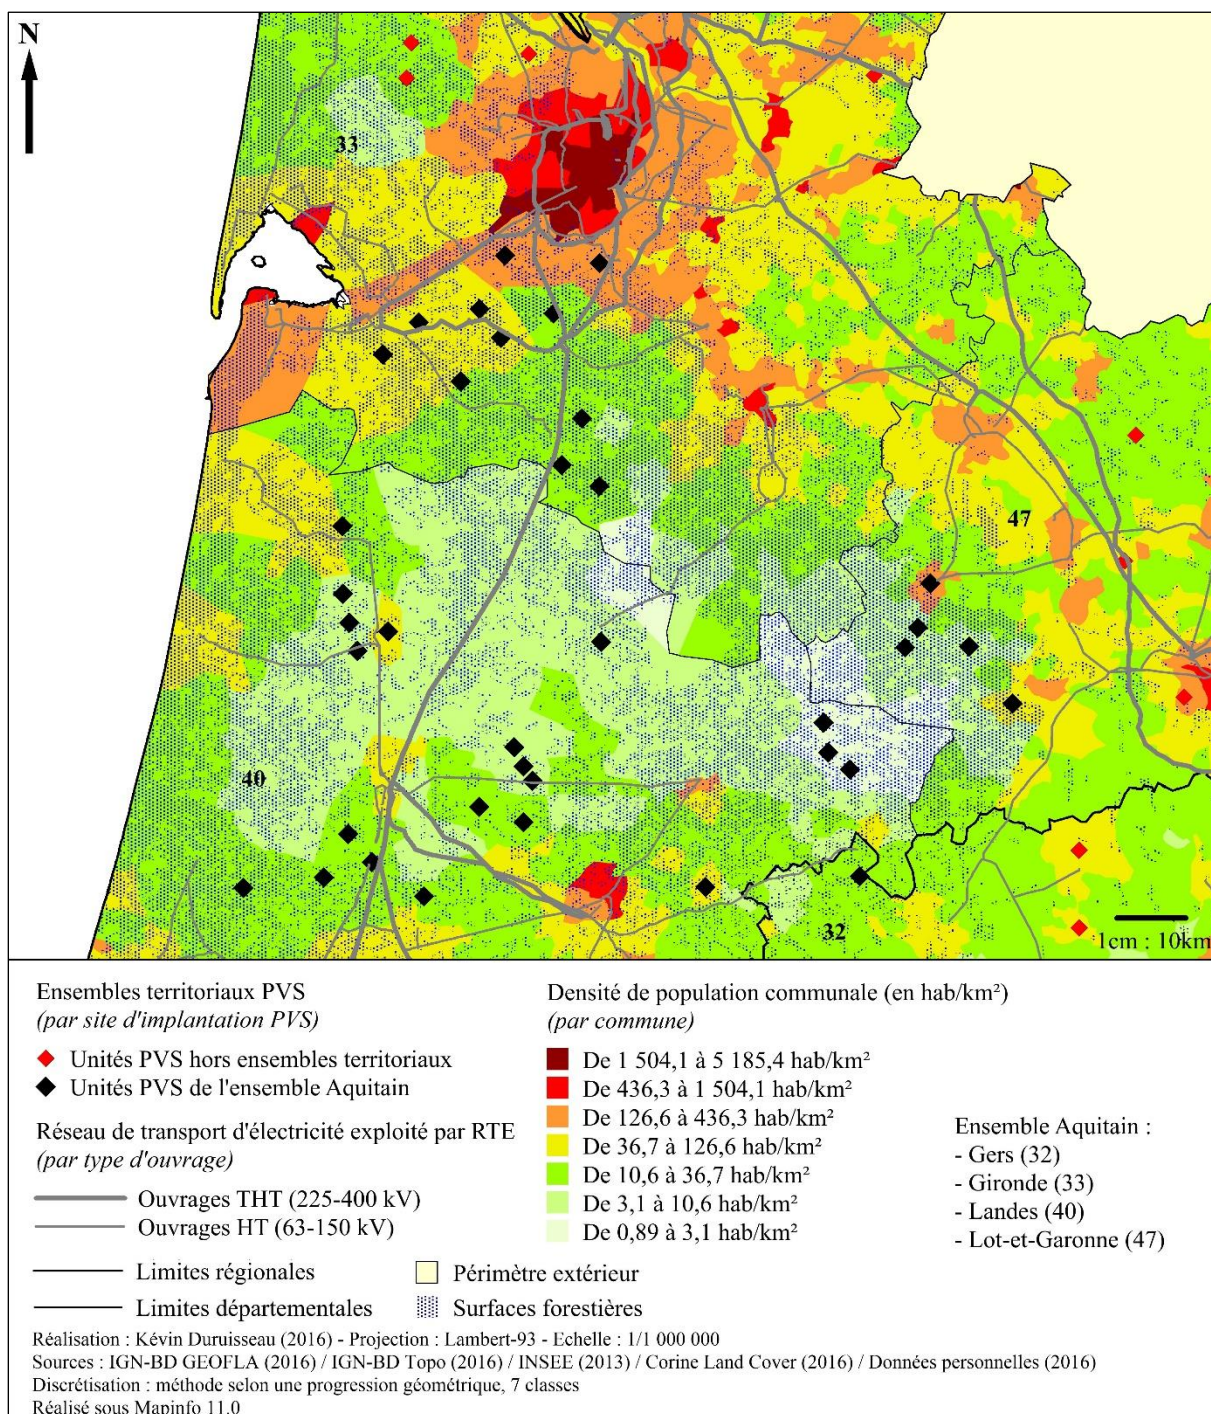 N
33
47
40
32
1cm : 10km
Ensembles territoriaux PVS
(par site d'implantation PVS)
Unités PVS hors ensembles territoriaux
Unités PVS de l'ensemble Aquitain
Réseau de transport d'électricité exploité par RTE
(par type d'ouvrage)
Ouvrages THT (225-400 kV)
Ouvrages HT (63-150 kV)
Limites régionales
Limites départementales
Densité de population communale (en hab/km²)
(par commune)
De 1 504,1 à 5 185,4 hab/km²
De 436,3 à 1 504,1 hab/km²
De 126,6 à 436,3 hab/km²
De 36,7 à 126,6 hab/km²
De 10,6 à 36,7 hab/km²
De 3,1 à 10,6 hab/km²
De 0,89 à 3,1 hab/km²
Périmètre extérieur
Surfaces forestières
Ensemble Aquitain :
- Gers (32)
- Gironde (33)
- Landes (40)
- Lot-et-Garonne (47)
Réalisation : Kévin Duruisseau (2016) - Projection : Lambert-93 - Echelle : 1/1 000 000
Sources : IGN-BD GEOFLA (2016) / IGN-BD Topo (2016) / INSEE (2013) / Corine Land Cover (2016) / Données personnelles (2016)
Discrétisation : méthode selon une progression géométrique, 7 classes
Réalisé sous Mapinfo 11.0